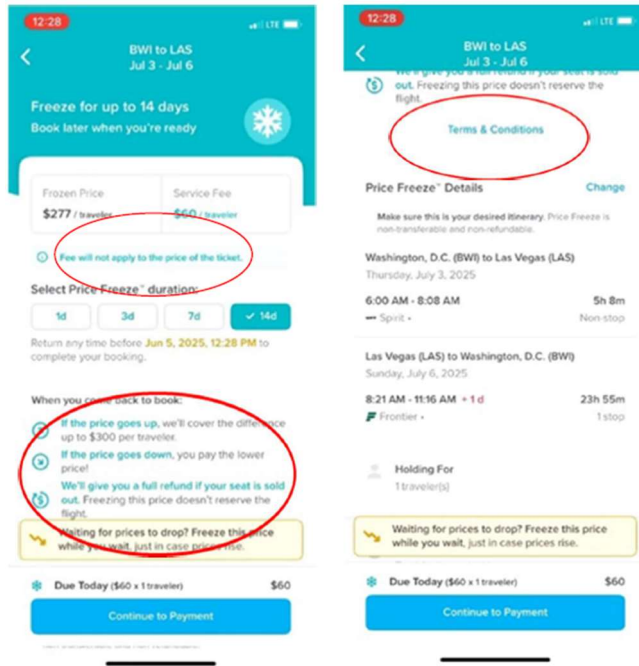 12:28
LTE
BWI to LAS
Jul 3 - Jul 6
Freeze for up to 14 days
Book later when you're ready
Frozen Price
Service Fee
$277 / traveler
$60 / traveler
Fee will not apply to the price of the ticket.
Select Price Freeze™ duration:
1d
3d
7d
14d
Return any time before Jun 5, 2025, 12:28 PM to
complete your booking.
When you come back to book:
If the price goes up, we'll cover the difference
up to $300 per traveler.
If the price goes down, you pay the lower
price!
We'll give you a full refund if your seat is sold
out. Freezing this price doesn't reserve the
flight.
Waiting for prices to drop? Freeze this price
while you wait, just in case prices rise.
Due Today ($60 x 1 traveler) $60
Continue to Payment
12:28
LTE
BWI to LAS
Jul 3 - Jul 6
We'll give you a full refund if your seat is sold
out. Freezing this price doesn't reserve the
flight.
Terms & Conditions
Price Freeze™ Details
Change
Make sure this is your desired itinerary. Price Freeze is
non-transferable and non-refundable.
Washington, D.C. (BWI) to Las Vegas (LAS)
Thursday, July 3, 2025
6:00 AM - 8:08 AM 5h 8m
Spirit • Non-stop
Las Vegas (LAS) to Washington, D.C. (BWI)
Sunday, July 6, 2025
8:21 AM - 11:16 AM + 1 d 23h 55m
Frontier • 1 stop
Holding For
1 traveler(s)
Waiting for prices to drop? Freeze this price
while you wait, just in case prices rise.
Due Today ($60 x 1 traveler) $60
Continue to Payment